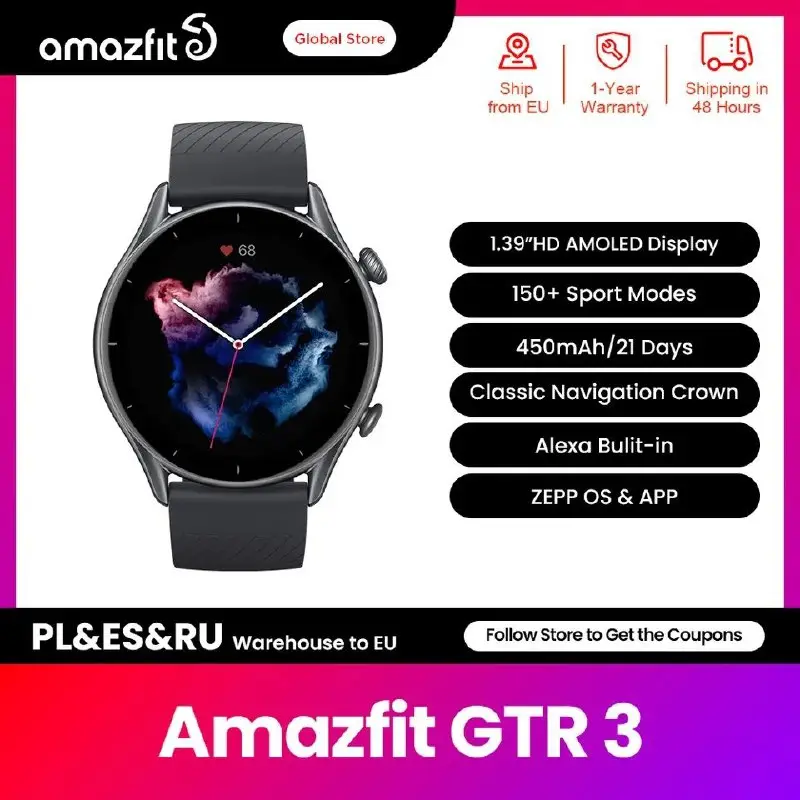 amazfit
Global Store
Ship
from EU
1-Year
Warranty
Shipping in
48 Hours
68
1.39”HD AMOLED Display
150+ Sport Modes
450mAh/21 Days
Classic Navigation Crown
Alexa Bulit-in
ZEPP OS & APP
PL&ES&RU Warehouse to EU
Follow Store to Get the Coupons
Amazfit GTR 3